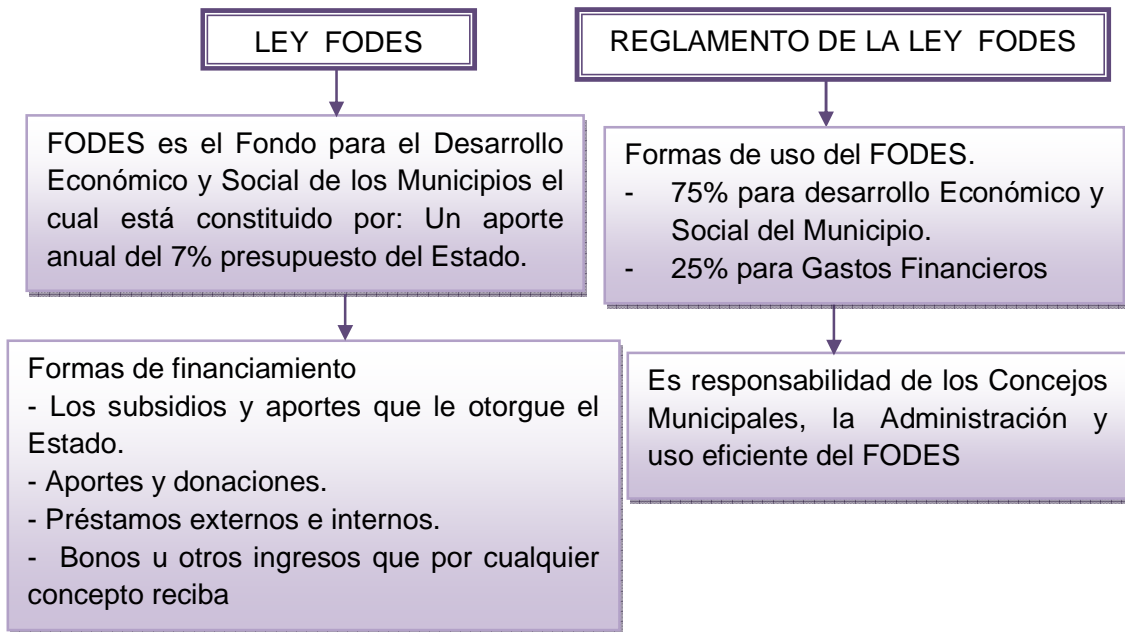 LEY FODES
FODES es el Fondo para el Desarrollo
Económico y Social de los Municipios el
cual está constituido por: Un aporte
anual del 7% presupuesto del Estado.
Formas de financiamiento
- Los subsidios y aportes que le otorgue el
Estado.
- Aportes y donaciones.
- Préstamos externos e internos.
- Bonos u otros ingresos que por cualquier
concepto reciba
REGLAMENTO DE LA LEY FODES
Formas de uso del FODES.
- 75% para desarrollo Económico y
Social del Municipio.
- 25% para Gastos Financieros
Es responsabilidad de los Concejos
Municipales, la Administración y
uso eficiente del FODES